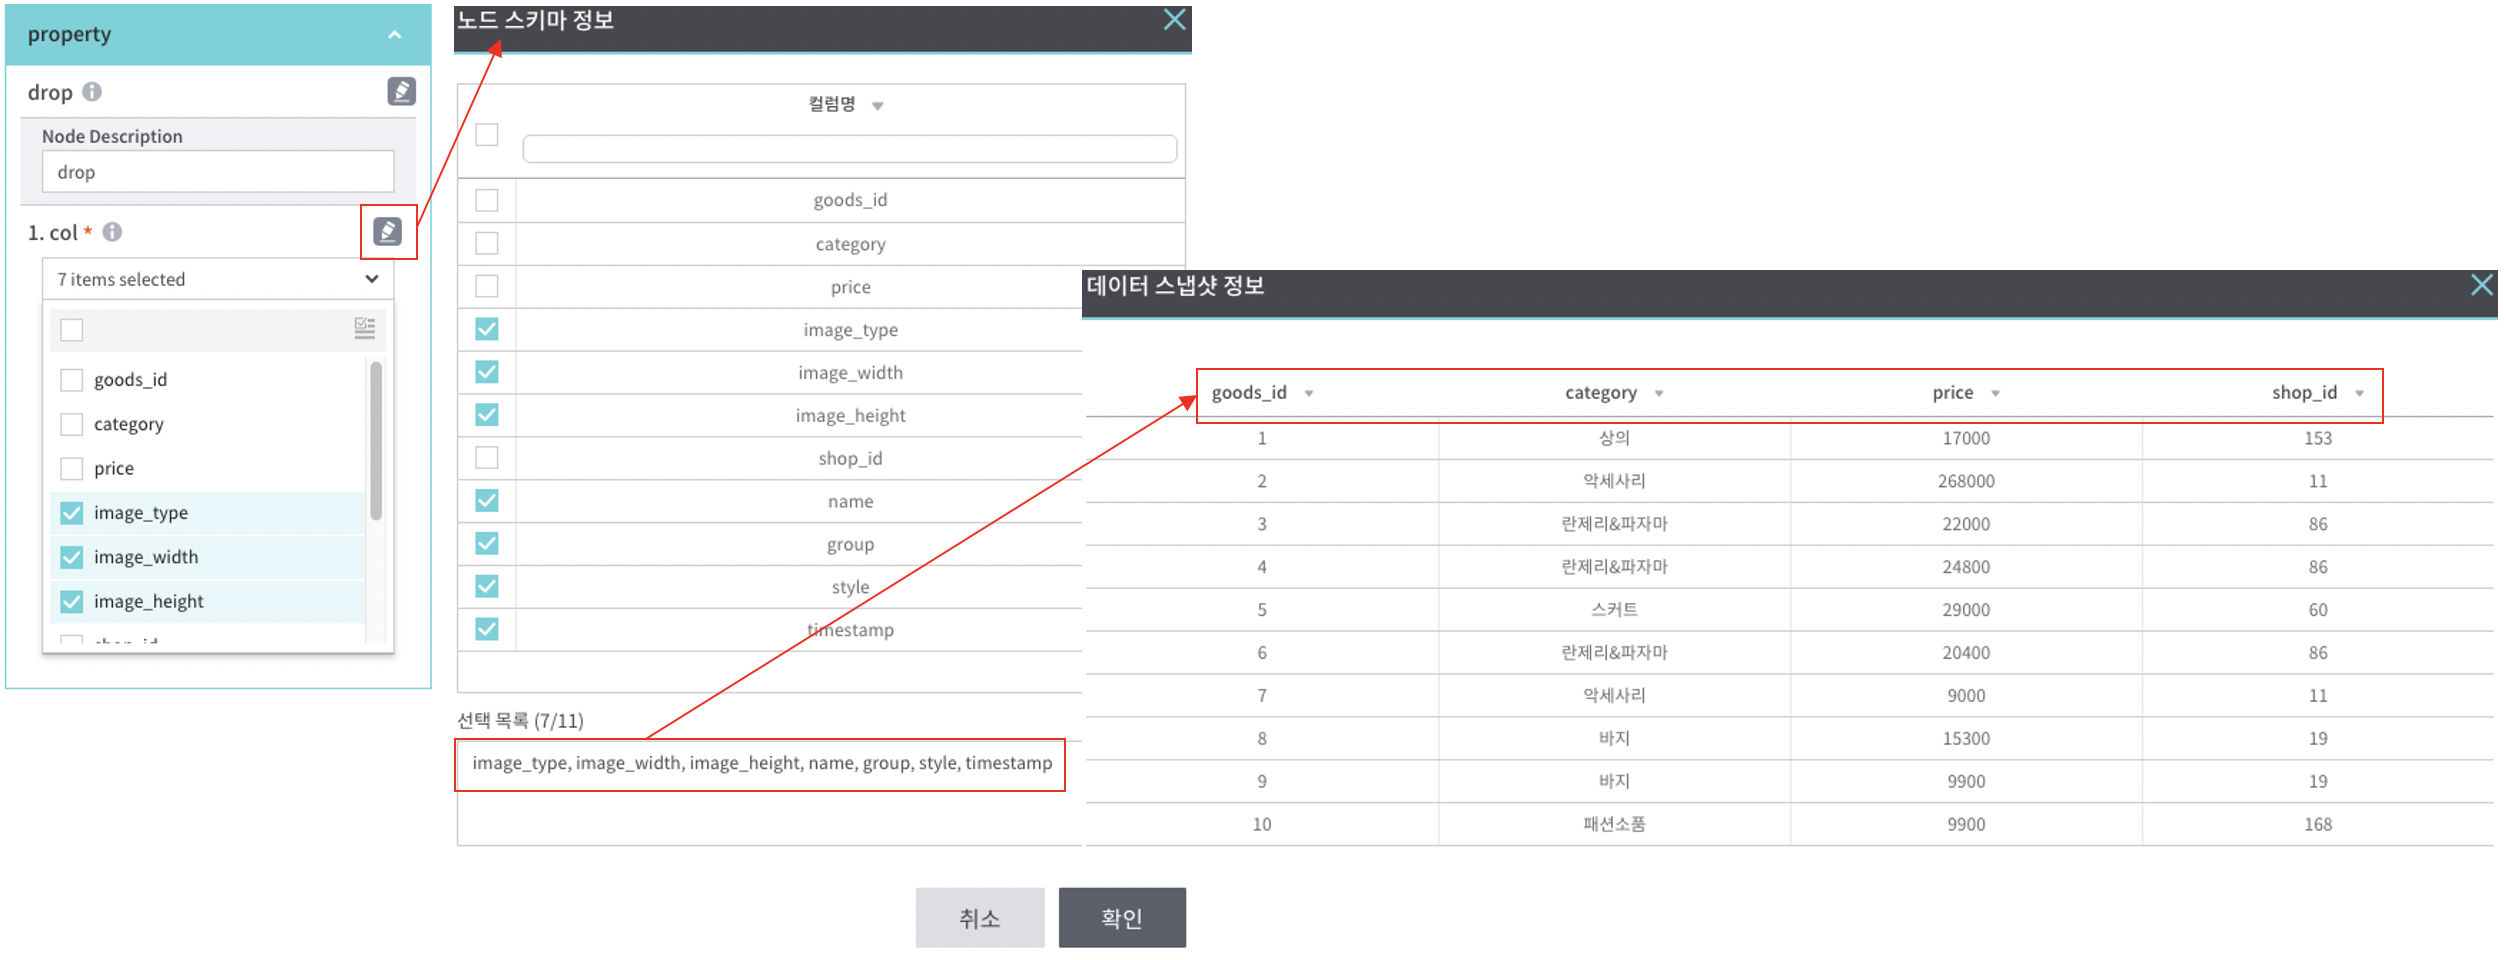 property
drop
Node Description
drop
1. col *
7 items selected
goods_id
category
price
image_type
image_width
image_height
shop_id
노드 스키마 정보
컬럼명
goods_id
category
price
image_type
image_width
image_height
shop_id
name
group
style
timestamp
선택 목록 (7/11)
image_type, image_width, image_height, name, group, style, timestamp
취소
확인
데이터 스냅샷 정보
goods_id category price shop_id
1 상의 17000 153
2 악세사리 268000 11
3 란제리&파자마 22000 86
4 란제리&파자마 24800 86
5 스커트 29000 60
6 란제리&파자마 20400 86
7 악세사리 9000 11
8 바지 15300 19
9 바지 9900 19
10 패션소품 9900 168